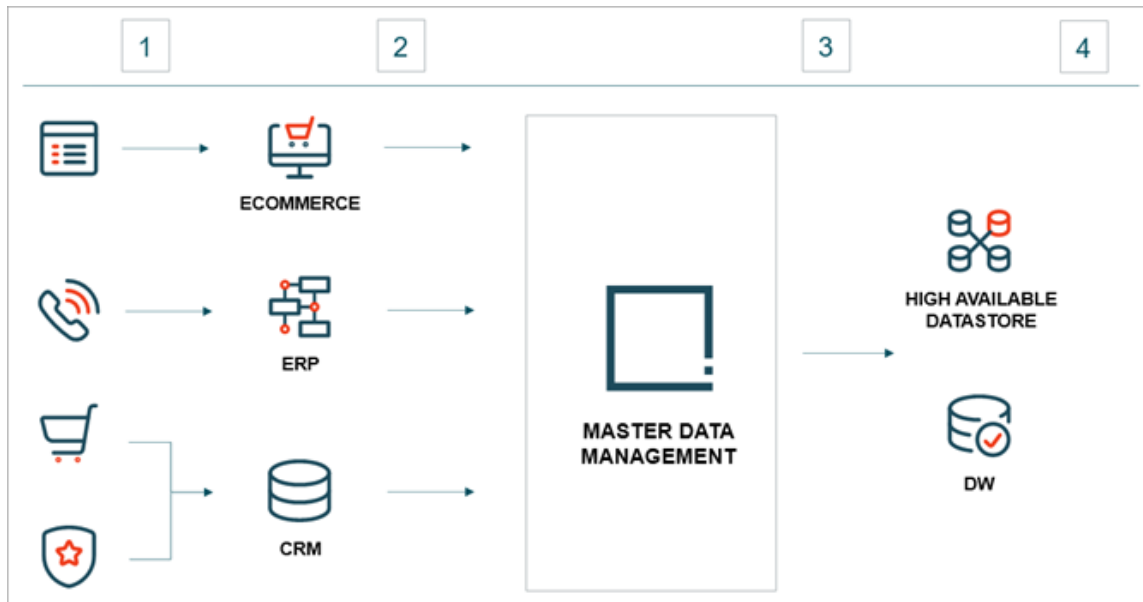 1
2
3
4
ECOMMERCE
ERP
CRM
MASTER DATA
MANAGEMENT
HIGH AVAILABLE
DATASTORE
DW